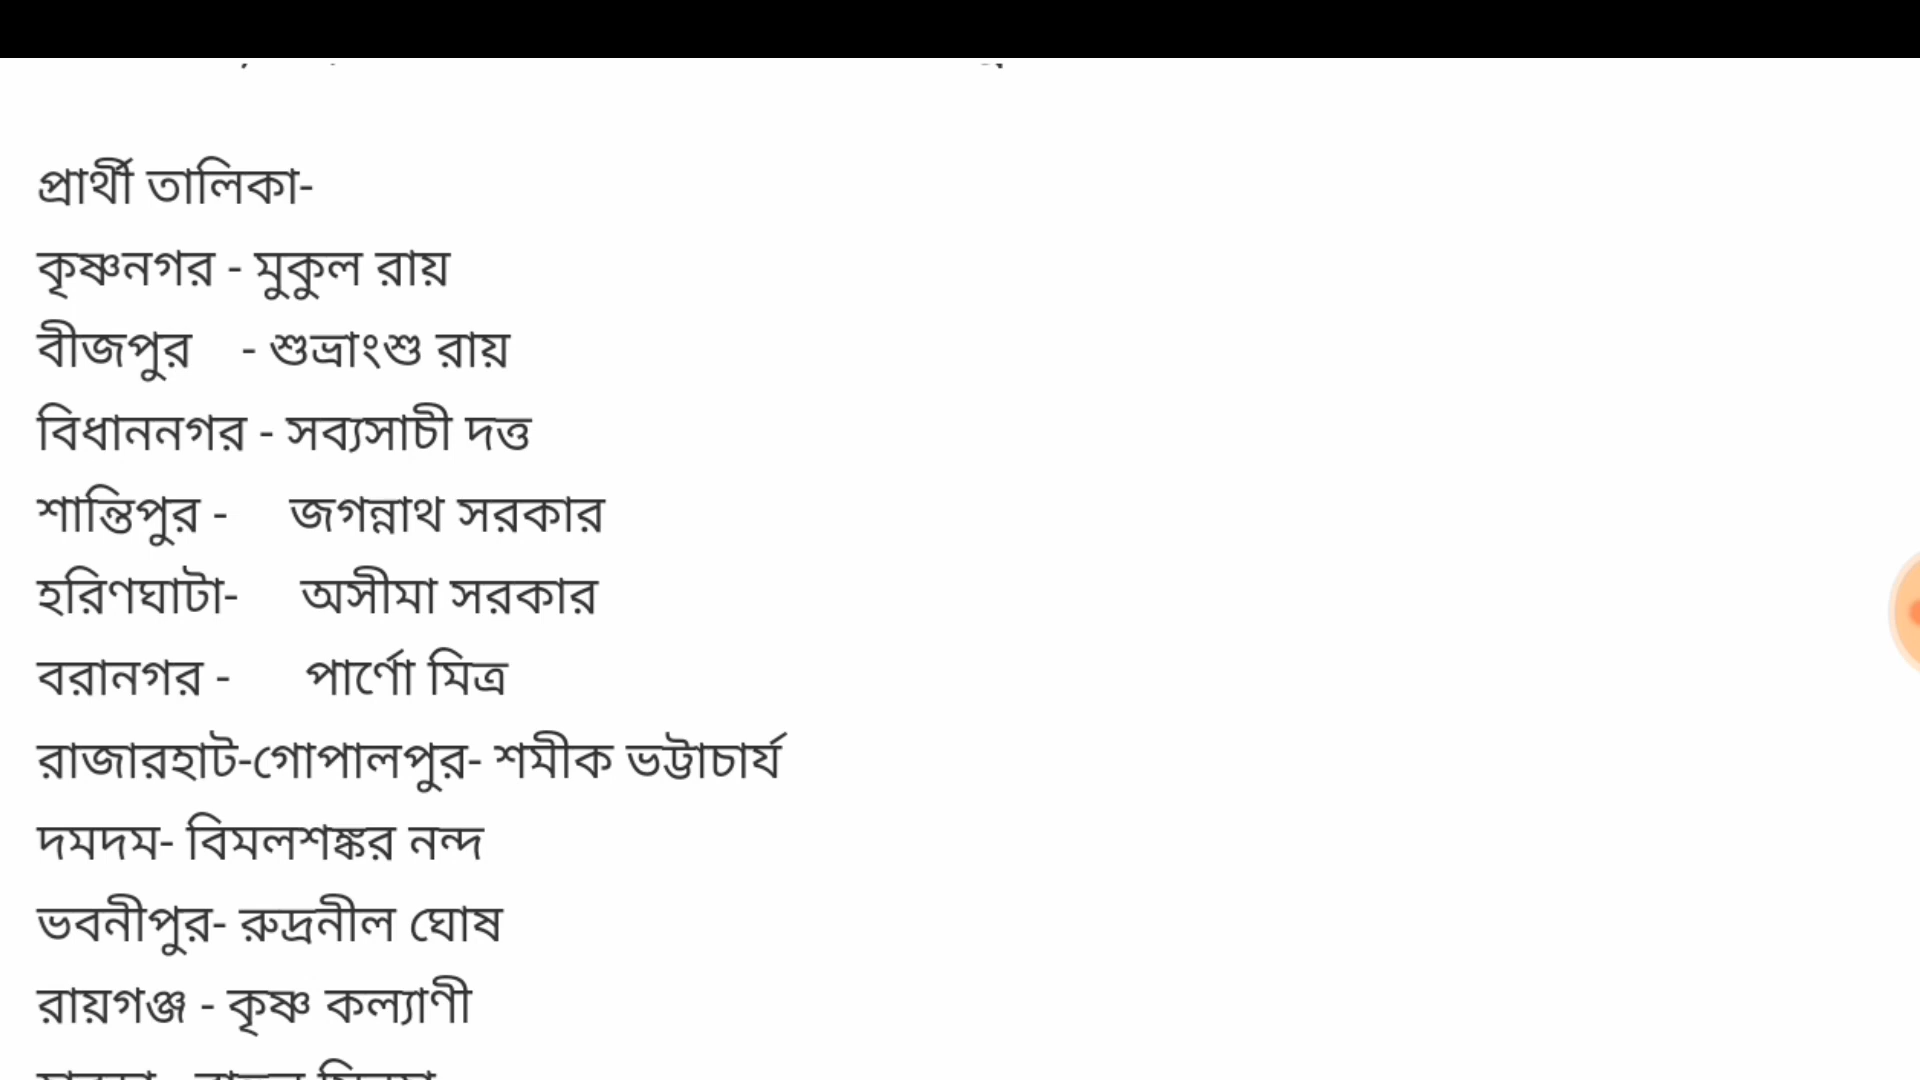 প্রার্থী তালিকা-
কৃষ্ণনগর - মুকুল রায়
বীজপুর - শুভ্রাংশু রায়
বিধাননগর - সব্যসাচী দত্ত
শান্তিপুর - জগন্নাথ সরকার
হরিণঘাটা- অসীমা সরকার
বরানগর - পার্ণো মিত্র
রাজারহাট-গোপালপুর- শমীক ভট্টাচার্য
দমদম- বিমলশঙ্কর নন্দ
ভবনীপুর- রুদ্রনীল ঘোষ
রায়গঞ্জ - কৃষ্ণ কল্যাণী